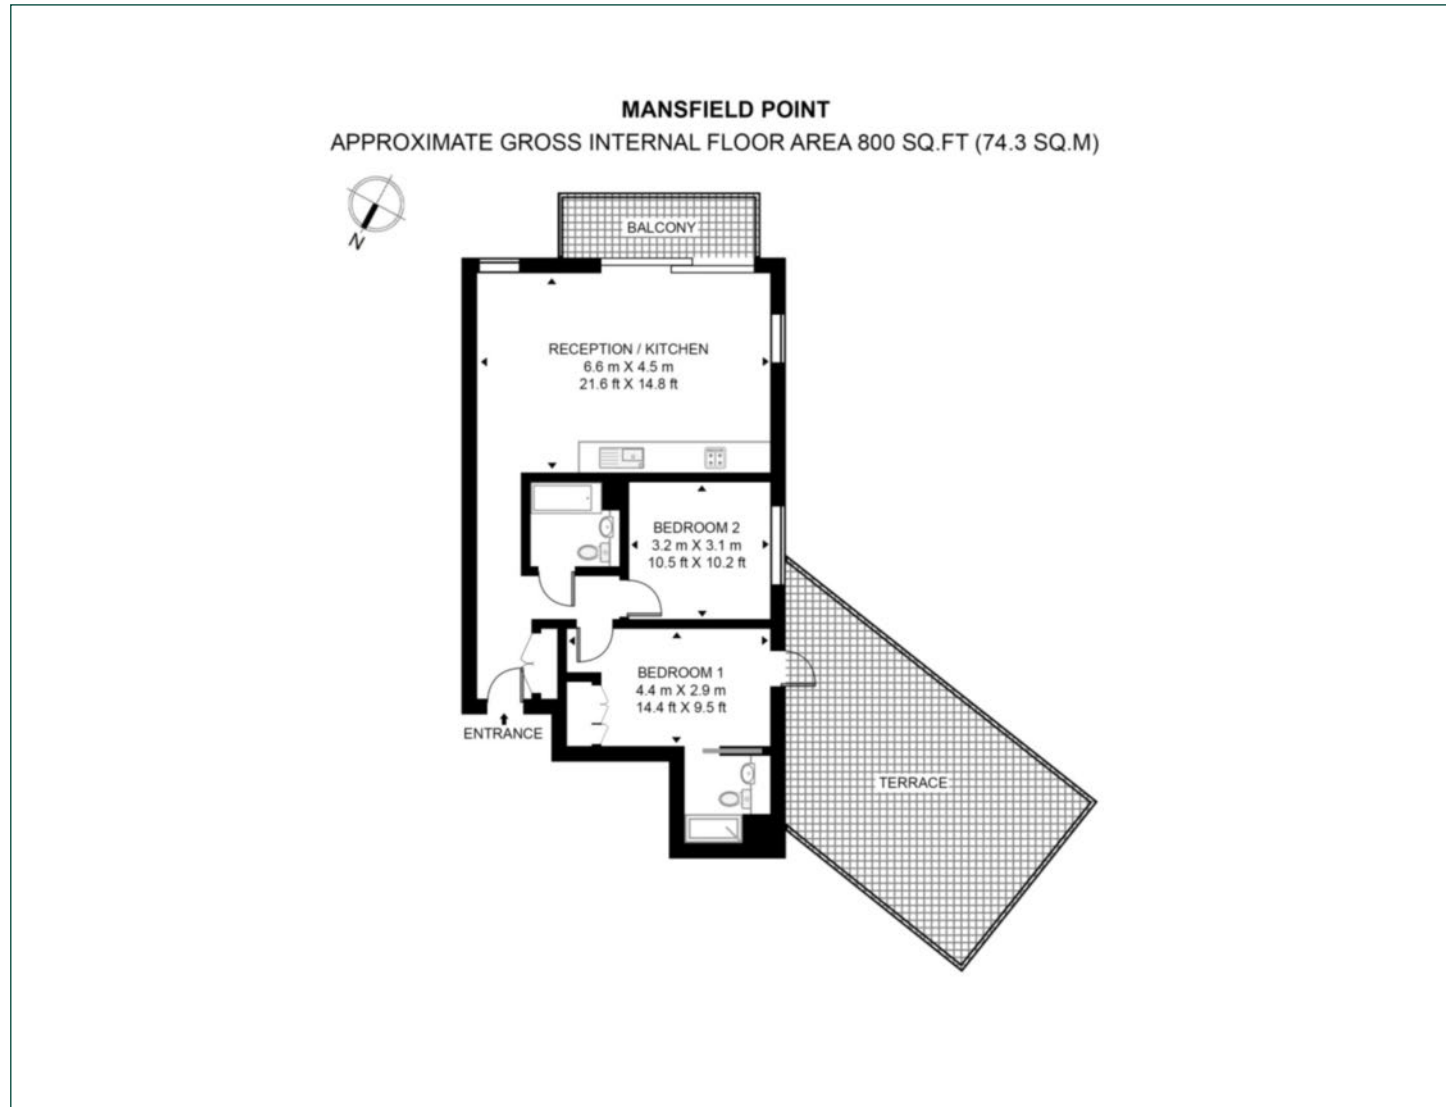 MANSFIELD POINT
APPROXIMATE GROSS INTERNAL FLOOR AREA 800 SQ.FT (74.3 SQ.M)
N
BALCONY
RECEPTION / KITCHEN
6.6 m X 4.5 m
21.6 ft X 14.8 ft
BEDROOM 2
3.2 m X 3.1 m
10.5 ft X 10.2 ft
BEDROOM 1
4.4 m X 2.9 m
14.4 ft X 9.5 ft
ENTRANCE
TERRACE